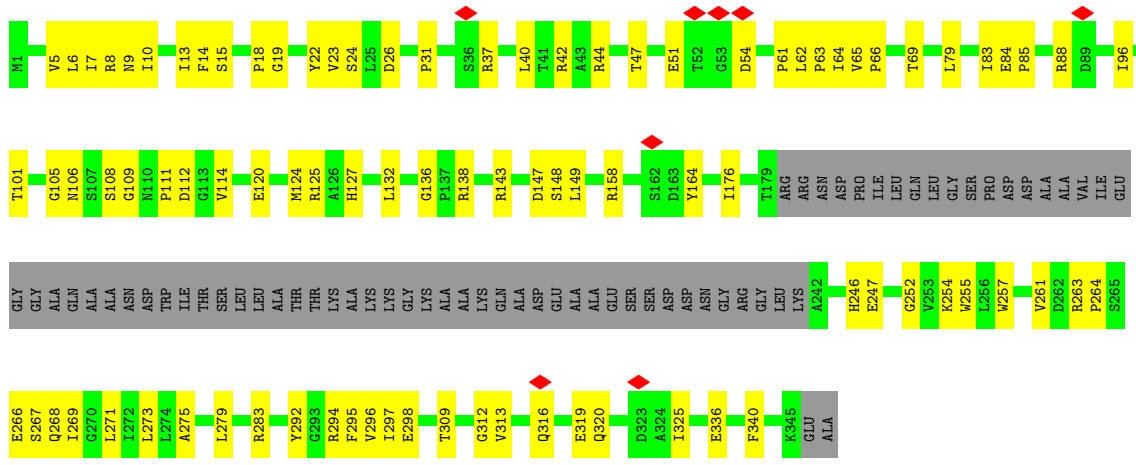 M1 V5 L6 I7 R8 N9 I10 I13 F14 S15 P18 G19 Y22 V23 S24 L25 D26 P31 S36 R37 L40 T41 R42 A43 R44 T47 E51 T52 G53 D54 P61 L62 P63 I64 V65 P66 T69 L79 I83 E84 P85 R88 D89 I96
T101 G105 N106 S107 S108 G109 N110 P111 D112 G113 V114 E120 M124 R125 A126 H127 L132 G136 P137 R138 R143 D147 S148 L149 R158 S162 D163 Y164 I176 T179 ARG ARG ASN ASP PRO ILE LEU GLN LEU GLY SER PRO ASP ASP ALA ALA VAL ILE GLU
GLY GLY ALA GLN ALA ALA ASN ASP TRP ILE THR SER LEU LEU ALA THR THR LYS ALA LYS LYS GLY LYS ALA ALA LYS GLN ALA ASP GLU ALA ALA GLU SER SER ASP ASP ASN GLY ARG GLY LEU LYS A242 H246 E247 G252 V253 K254 W255 L256 W257 V261 D262 R263 P264 S265
E266 S267 Q268 I269 G270 L271 I272 L273 L274 A275 L279 R283 Y292 G293 R294 F295 V296 I297 E298 T309 G312 V313 Q316 E319 Q320 D323 A324 I325 E336 F340 K345 GLU ALA